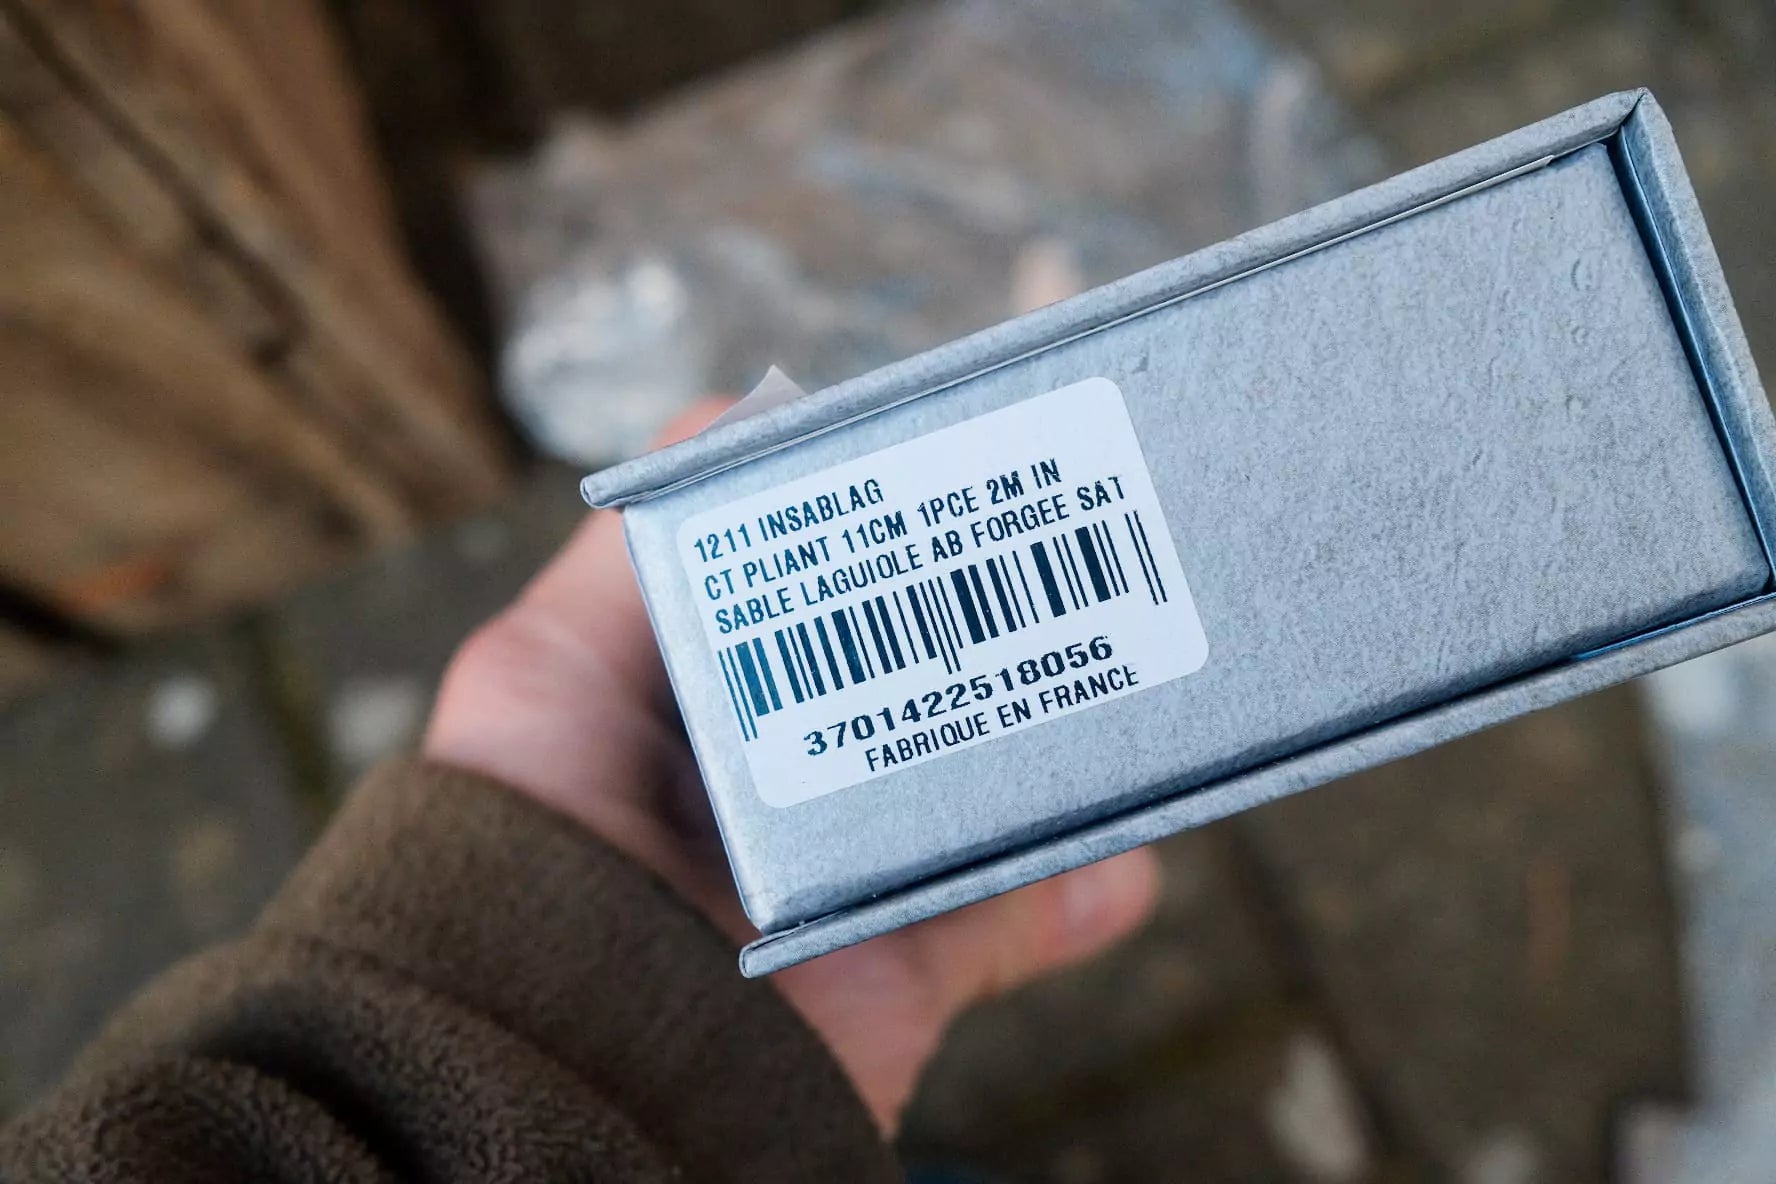 1211 INSABLAG
CT PLIANT 11CM 1PCE 2M IN
SABLE LAGUIOLE AB FORGEE SAT
3701422518056
FABRIQUE EN FRANCE